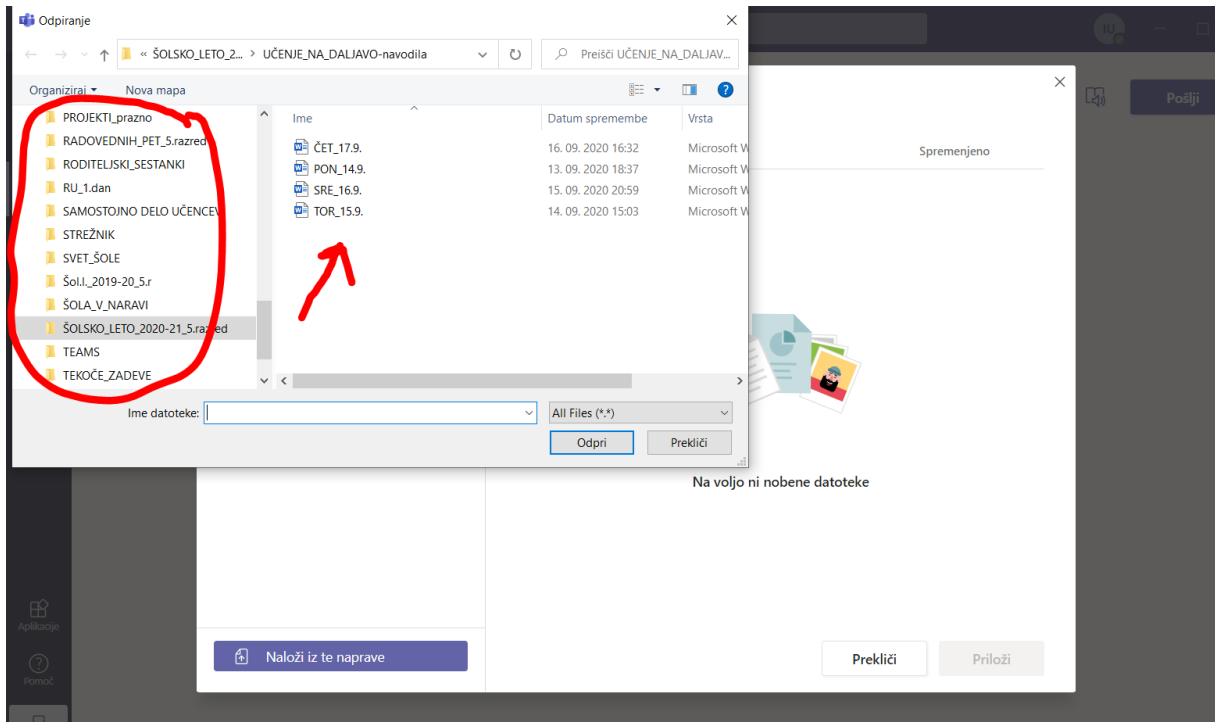 Odpiranje
« ŠOLSKO_LETO_2... > UČENJE_NA_DALJAVO-navodila
Preišči UČENJE_NA_DALJAV...
IU
Organiziraj
Nova mapa
Pošlji
PROJEKTI_prazno
RADOVEDNIH_PET_5.razred
RODITELJSKI_SESTANKI
RU_1.dan
SAMOSTOJNO DELO UČENCEV
STREŽNIK
SVET_ŠOLE
Šol.l._2019-20_5.r
ŠOLA_V_NARAVI
ŠOLSKO_LETO_2020-21_5.razred
TEAMS
TEKOČE_ZADEVE
Ime Datum spremembe Vrsta
ČET_17.9. 16. 09. 2020 16:32 Microsoft W
PON_14.9. 13. 09. 2020 18:37 Microsoft W
SRE_16.9. 15. 09. 2020 20:59 Microsoft W
TOR_15.9. 14. 09. 2020 15:03 Microsoft W
Spremenjeno
Ime datoteke:
All Files (*.*)
Odpri
Prekliči
Na voljo ni nobene datoteke
Aplikacije
Pomoč
Naloži iz te naprave
Prekliči
Priloži